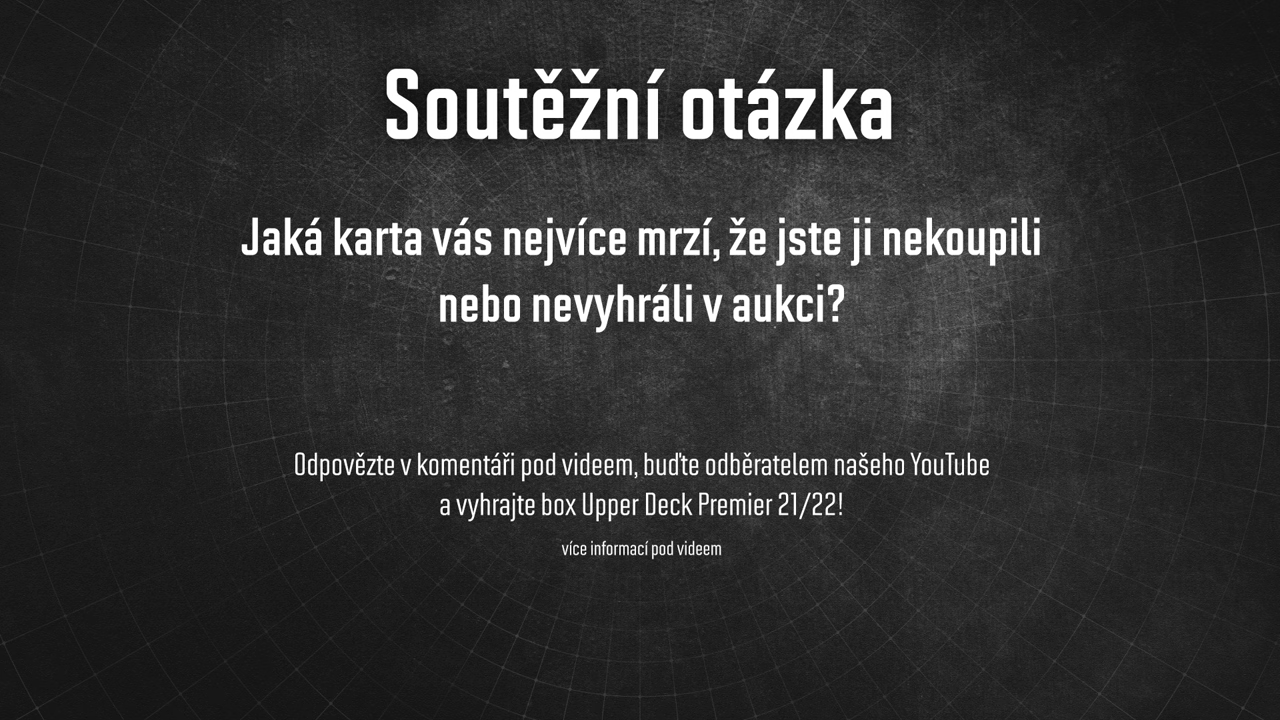 Soutěžní otázka
Jaká karta vás nejvíce mrzí, že jste ji nekoupili
nebo nevyhráli v aukci?
Odpovězte v komentáři pod videem, buďte odběratelem našeho YouTube
a vyhrajte box Upper Deck Premier 21/22!
více informací pod videem